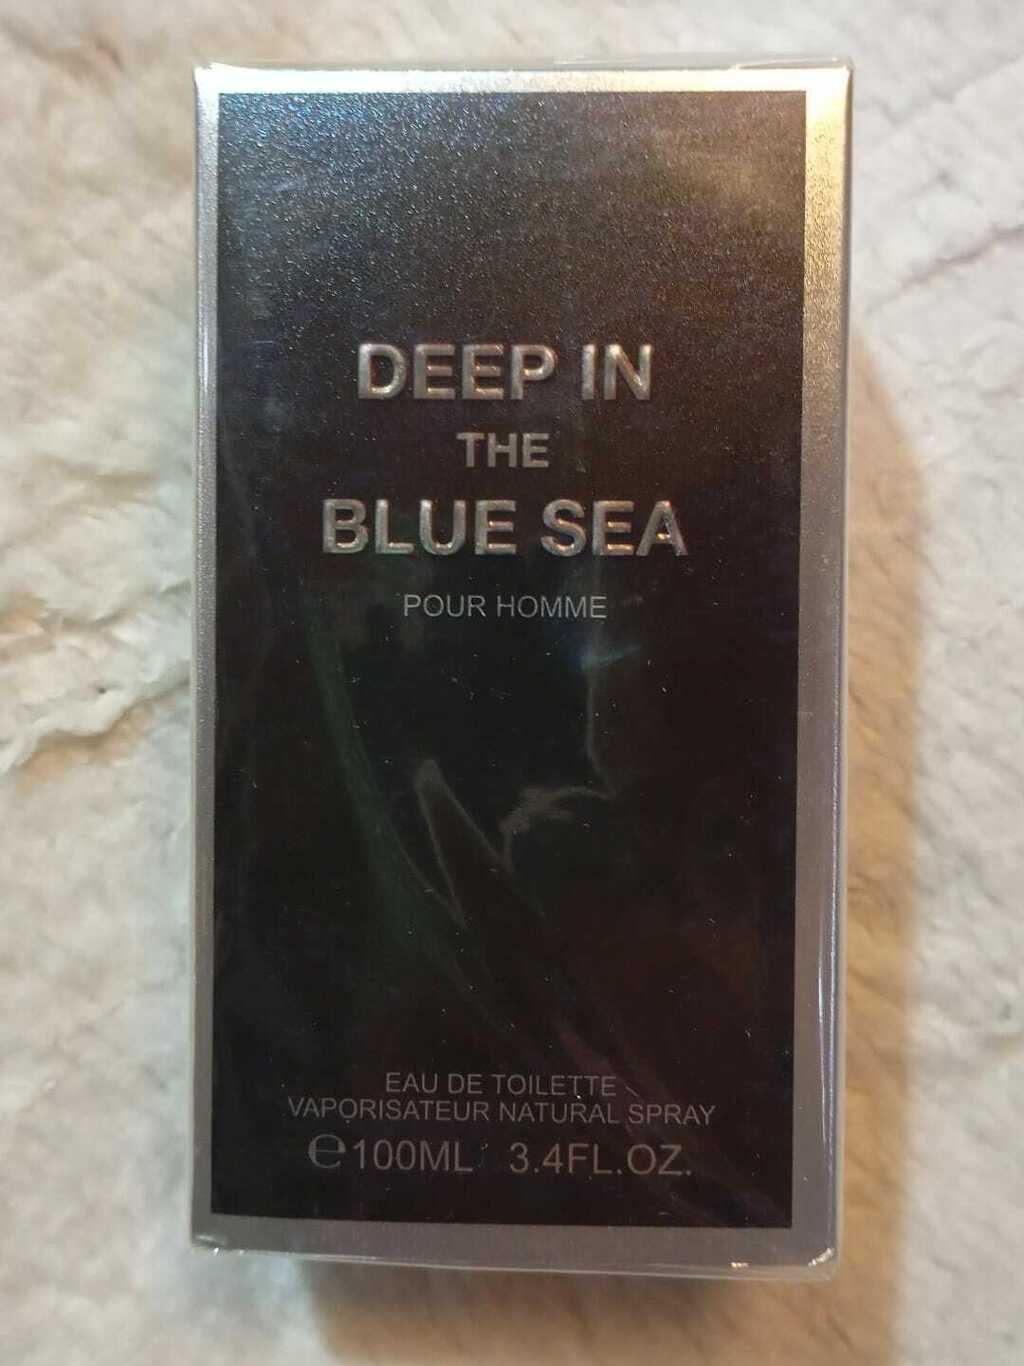 DEEP IN
THE
BLUE SEA
POUR HOMME
EAU DE TOILETTE
VAPORISATEUR NATURAL SPRAY
℮100ML 3.4FL.OZ.